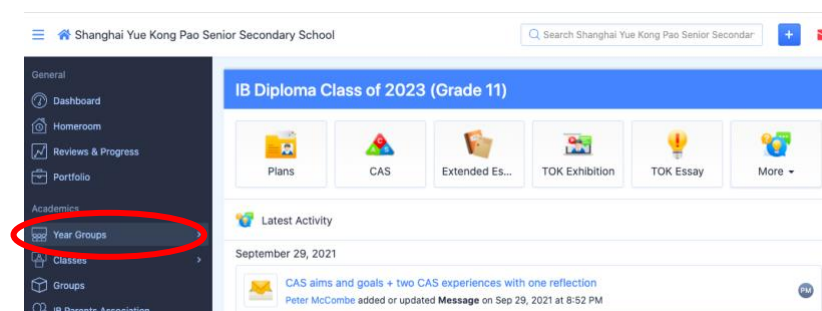 Shanghai Yue Kong Pao Senior Secondary School
Search Shanghai Yue Kong Pao Senior Secondar
+
General
Dashboard
Homeroom
Reviews & Progress
Portfolio
Academics
Year Groups
Classes
Groups
IB Parents Association
IB Diploma Class of 2023 (Grade 11)
Plans
CAS
Extended Es...
TOK Exhibition
TOK Essay
More
Latest Activity
September 29, 2021
CAS aims and goals + two CAS experiences with one reflection
Peter McCombe added or updated Message on Sep 29, 2021 at 8:52 PM
PM